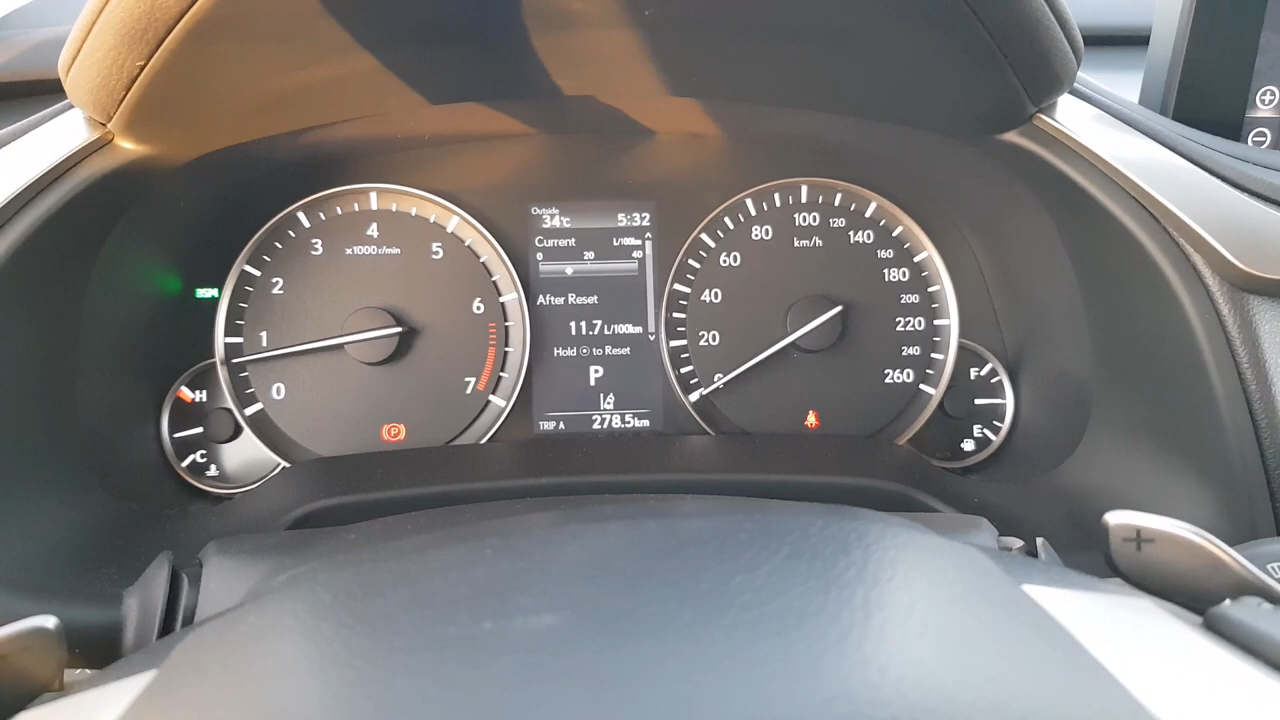 Outside
34°C 5:32
Current L/100km
0 20 40
After Reset
11.7 L/100km
Hold ⦿ to Reset
P
TRIP A 278.5km
0
1
2
3
4
5
6
7
x1000 r/min
BSM
H
C
(P)
0
20
40
60
80
100
120
140
160
180
200
220
240
260
km/h
F
E
+